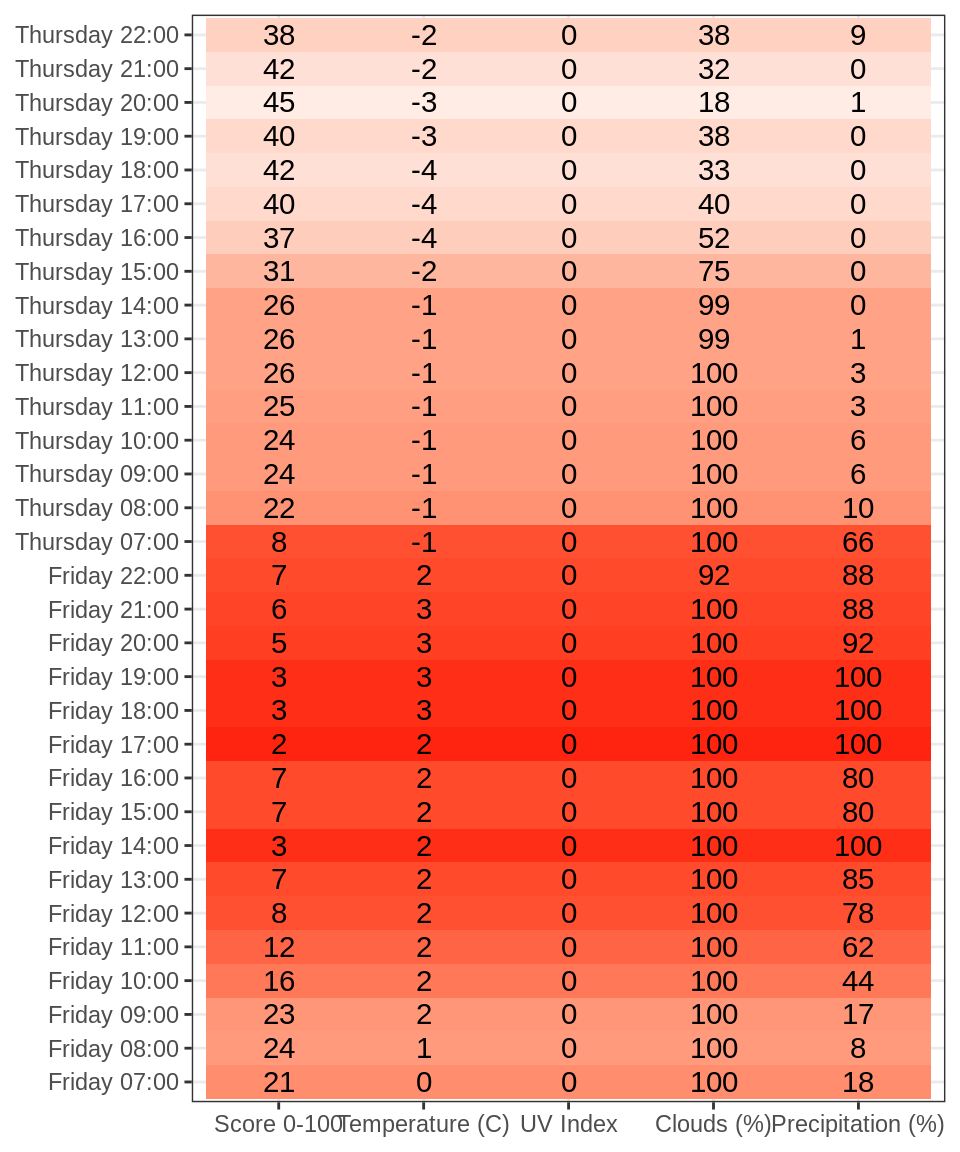 Thursday 22:00 38 -2 0 38 9
Thursday 21:00 42 -2 0 32 0
Thursday 20:00 45 -3 0 18 1
Thursday 19:00 40 -3 0 38 0
Thursday 18:00 42 -4 0 33 0
Thursday 17:00 40 -4 0 40 0
Thursday 16:00 37 -4 0 52 0
Thursday 15:00 31 -2 0 75 0
Thursday 14:00 26 -1 0 99 0
Thursday 13:00 26 -1 0 99 1
Thursday 12:00 26 -1 0 100 3
Thursday 11:00 25 -1 0 100 3
Thursday 10:00 24 -1 0 100 6
Thursday 09:00 24 -1 0 100 6
Thursday 08:00 22 -1 0 100 10
Thursday 07:00 8 -1 0 100 66
Friday 22:00 7 2 0 92 88
Friday 21:00 6 3 0 100 88
Friday 20:00 5 3 0 100 92
Friday 19:00 3 3 0 100 100
Friday 18:00 3 3 0 100 100
Friday 17:00 2 2 0 100 100
Friday 16:00 7 2 0 100 80
Friday 15:00 7 2 0 100 80
Friday 14:00 3 2 0 100 100
Friday 13:00 7 2 0 100 85
Friday 12:00 8 2 0 100 78
Friday 11:00 12 2 0 100 62
Friday 10:00 16 2 0 100 44
Friday 09:00 23 2 0 100 17
Friday 08:00 24 1 0 100 8
Friday 07:00 21 0 0 100 18
Score 0-100 Temperature (C) UV Index Clouds (%) Precipitation (%)